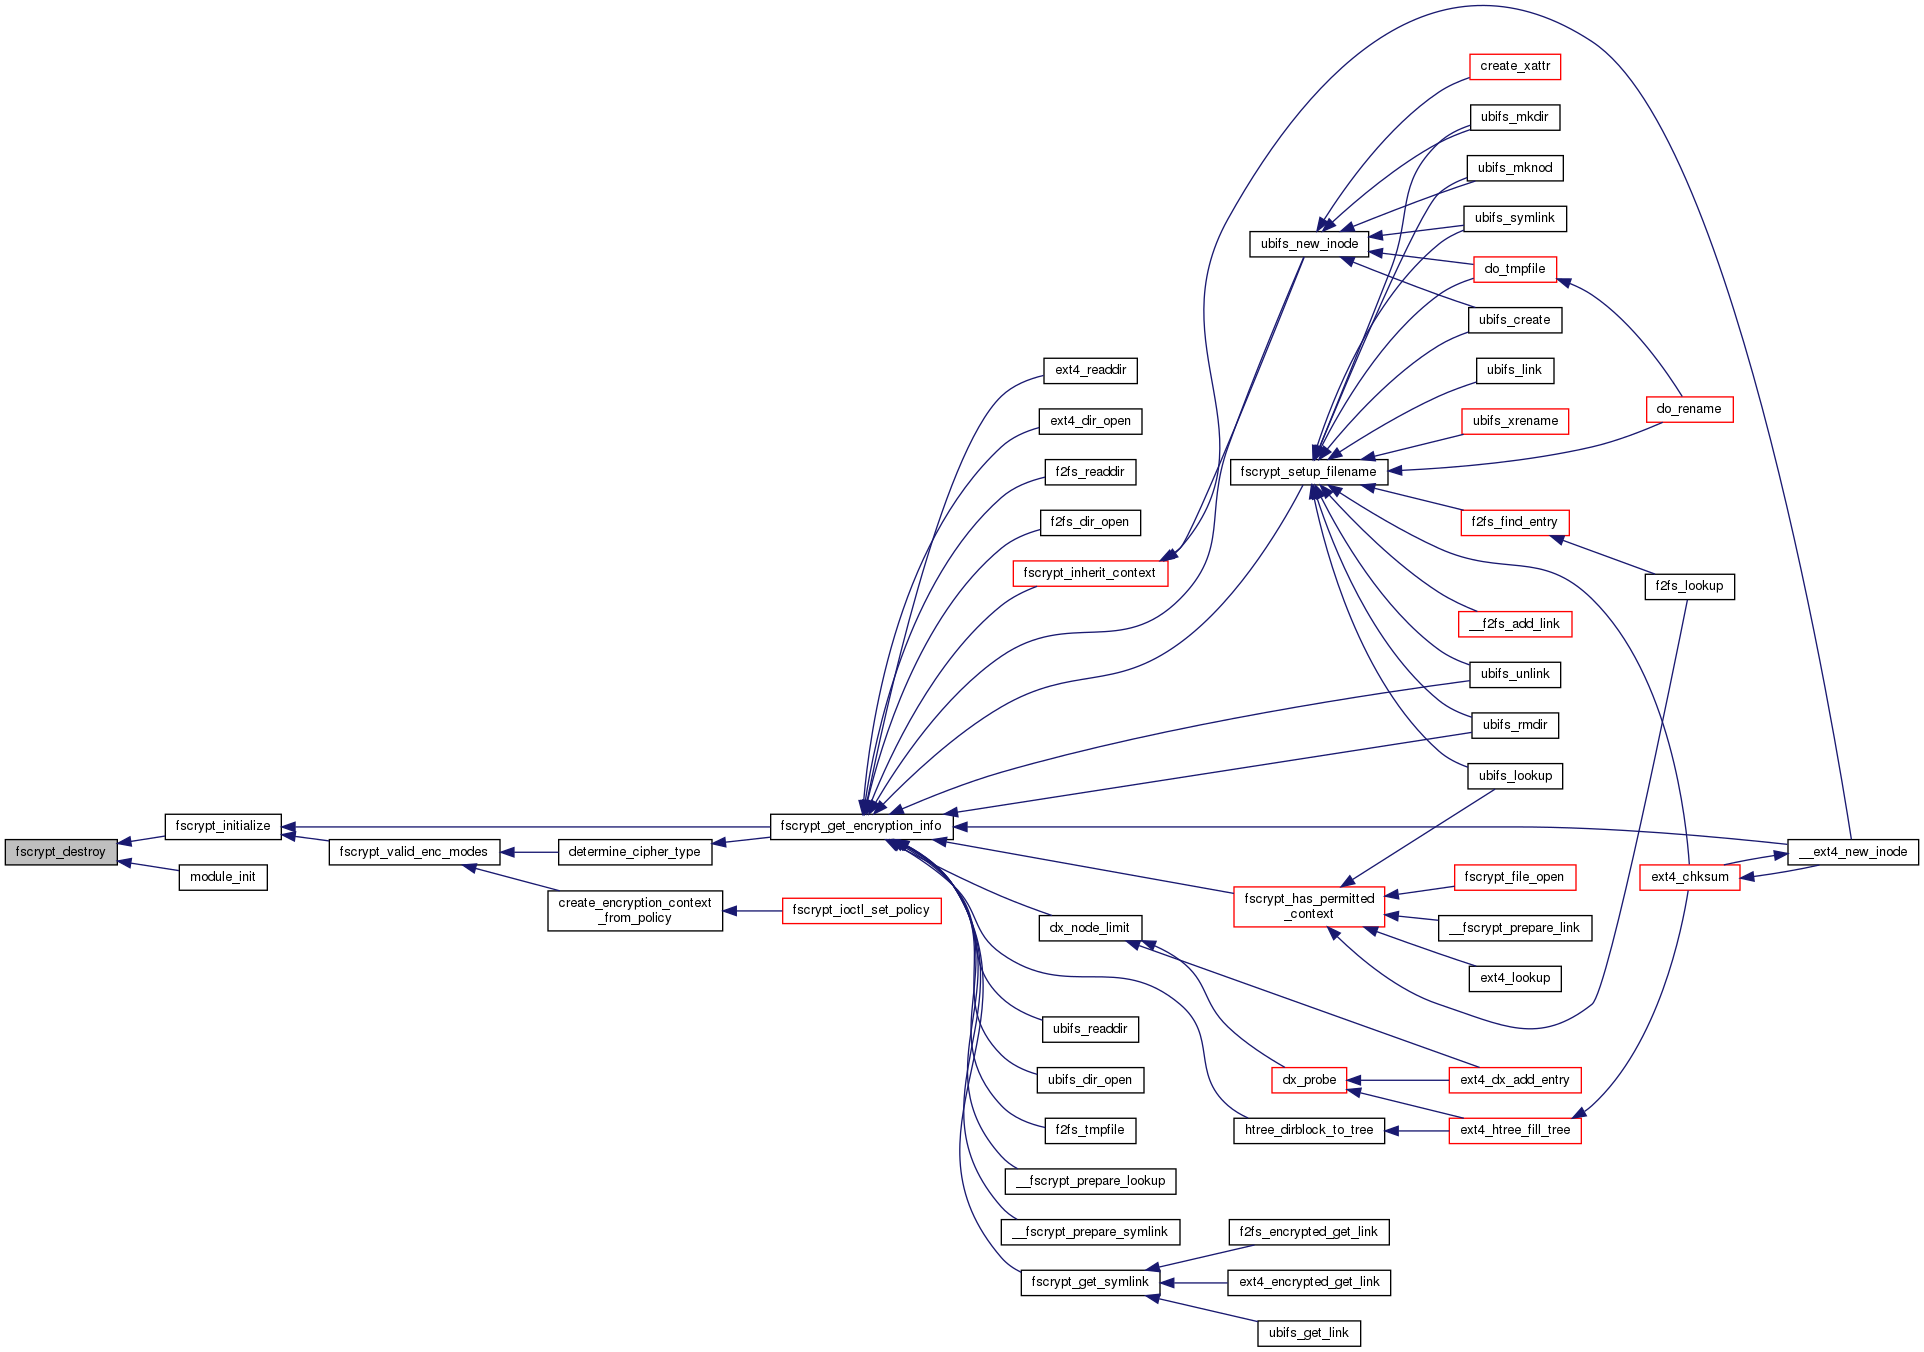 fscrypt_destroy
fscrypt_initialize
module_init
fscrypt_valid_enc_modes
determine_cipher_type
create_encryption_context
_from_policy
fscrypt_get_encryption_info
fscrypt_ioctl_set_policy
ext4_readdir
ext4_dir_open
f2fs_readdir
f2fs_dir_open
fscrypt_inherit_context
dx_node_limit
ubifs_readdir
ubifs_dir_open
f2fs_tmpfile
__fscrypt_prepare_lookup
__fscrypt_prepare_symlink
fscrypt_get_symlink
ubifs_new_inode
fscrypt_setup_filename
fscrypt_has_permitted
_context
dx_probe
htree_dirblock_to_tree
f2fs_encrypted_get_link
ext4_encrypted_get_link
ubifs_get_link
create_xattr
ubifs_mkdir
ubifs_mknod
ubifs_symlink
do_tmpfile
ubifs_create
ubifs_link
ubifs_xrename
f2fs_find_entry
__f2fs_add_link
ubifs_unlink
ubifs_rmdir
ubifs_lookup
fscrypt_file_open
__fscrypt_prepare_link
ext4_lookup
ext4_dx_add_entry
ext4_htree_fill_tree
do_rename
f2fs_lookup
ext4_chksum
__ext4_new_inode